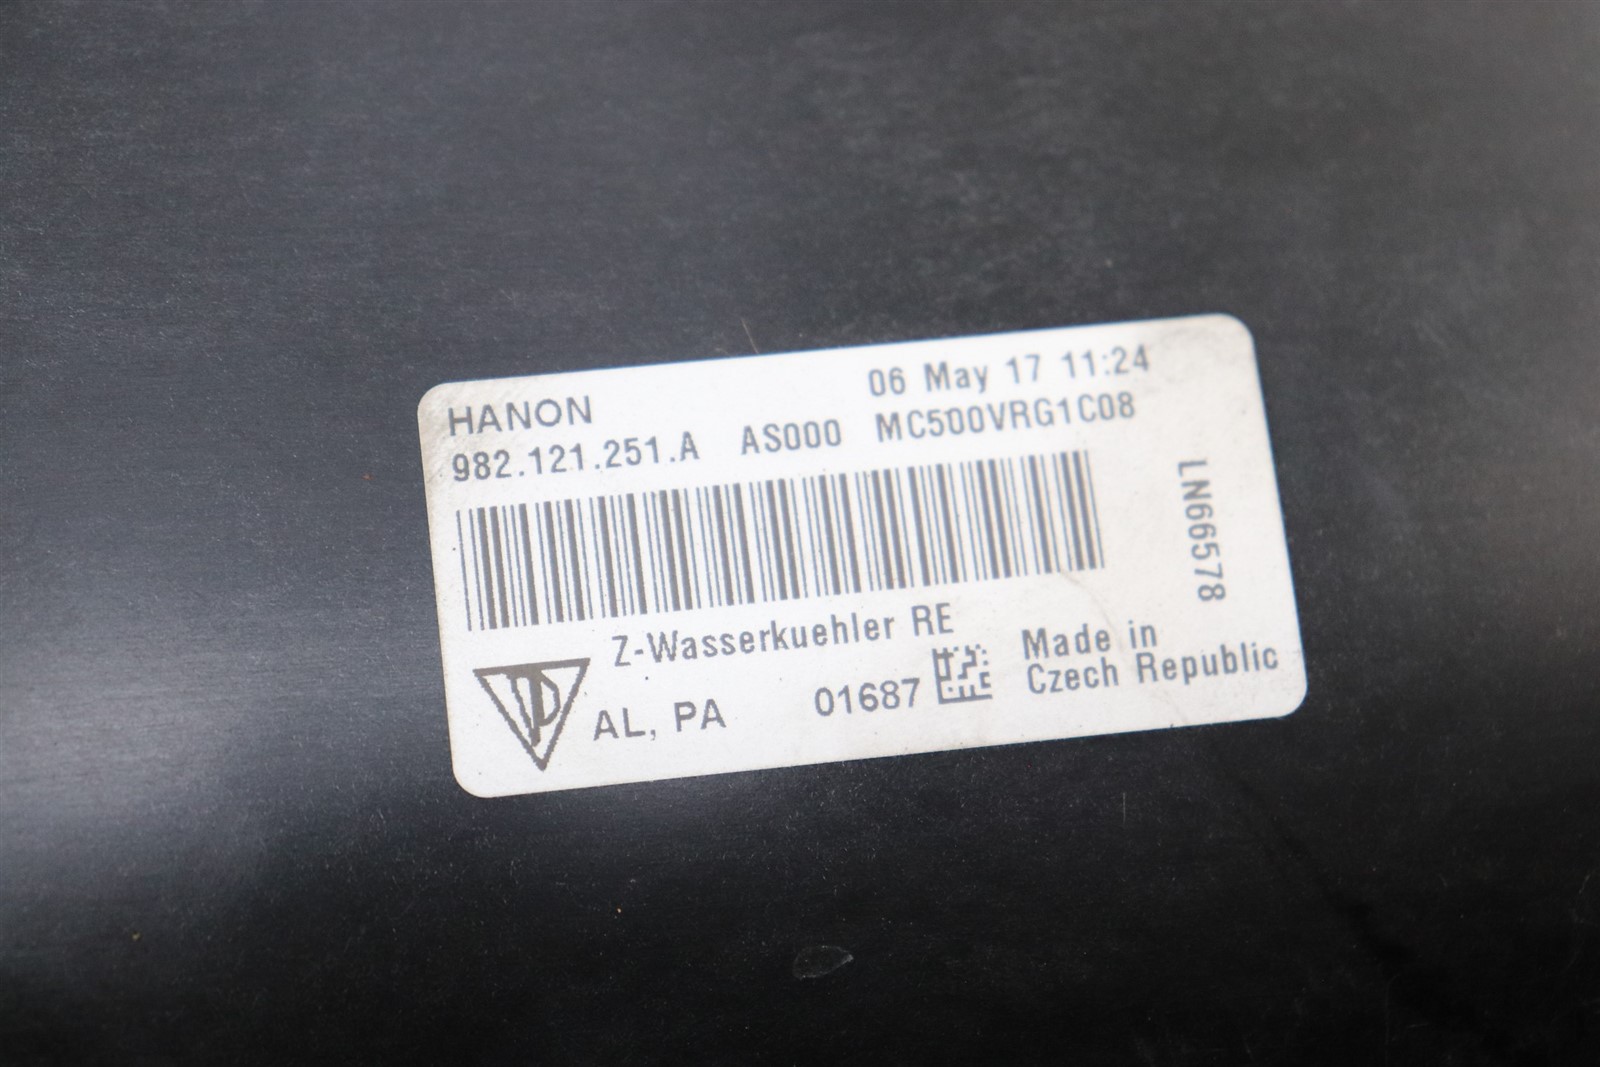 HANON 06 May 17 11:24
982.121.251.A AS000 MC500VRG1C08
LN66578
Z-Wasserkuehler RE
AL, PA 01687 Made in
Czech Republic